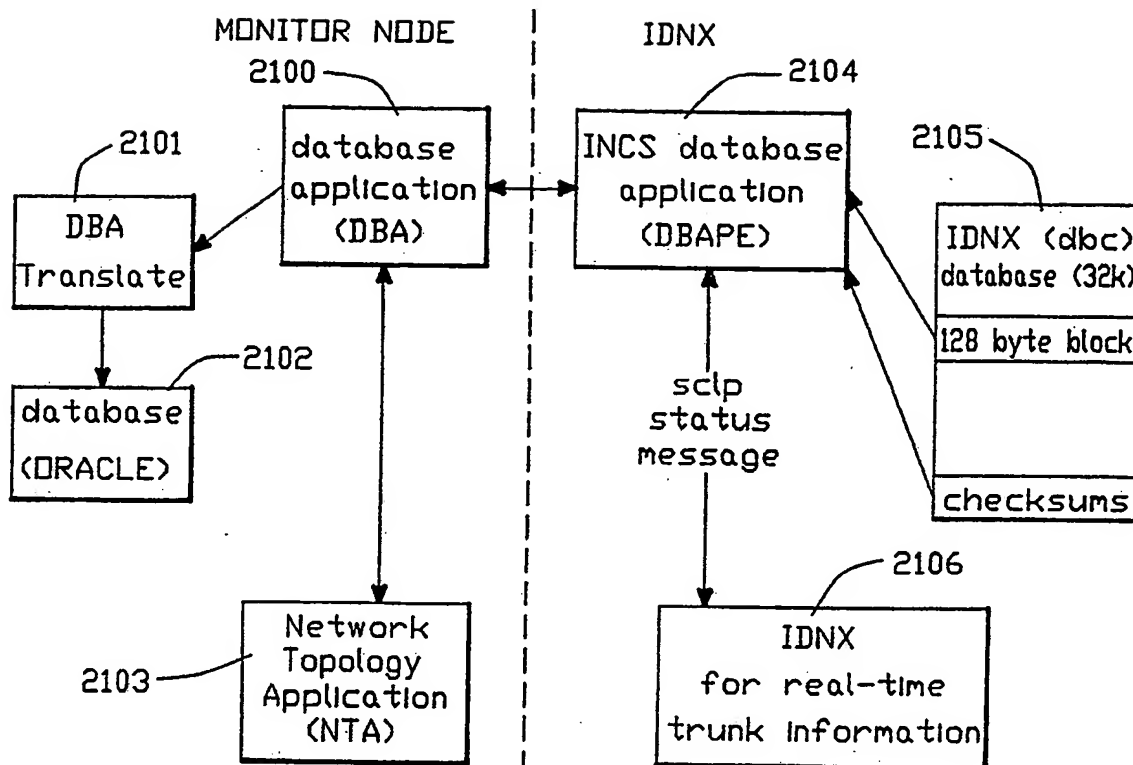 MONITOR NODE
IDNX
2100
2104
2101
2105
database
application
(DBA)
INCS database
application
(DBAPE)
DBA
Translate
IDNX (dbc)
database (32k)
128 byte block
checksums
2102
database
(ORACLE)
sclp
status
message
2106
2103
Network
Topology
Application
(NTA)
IDNX
for real-time
trunk information